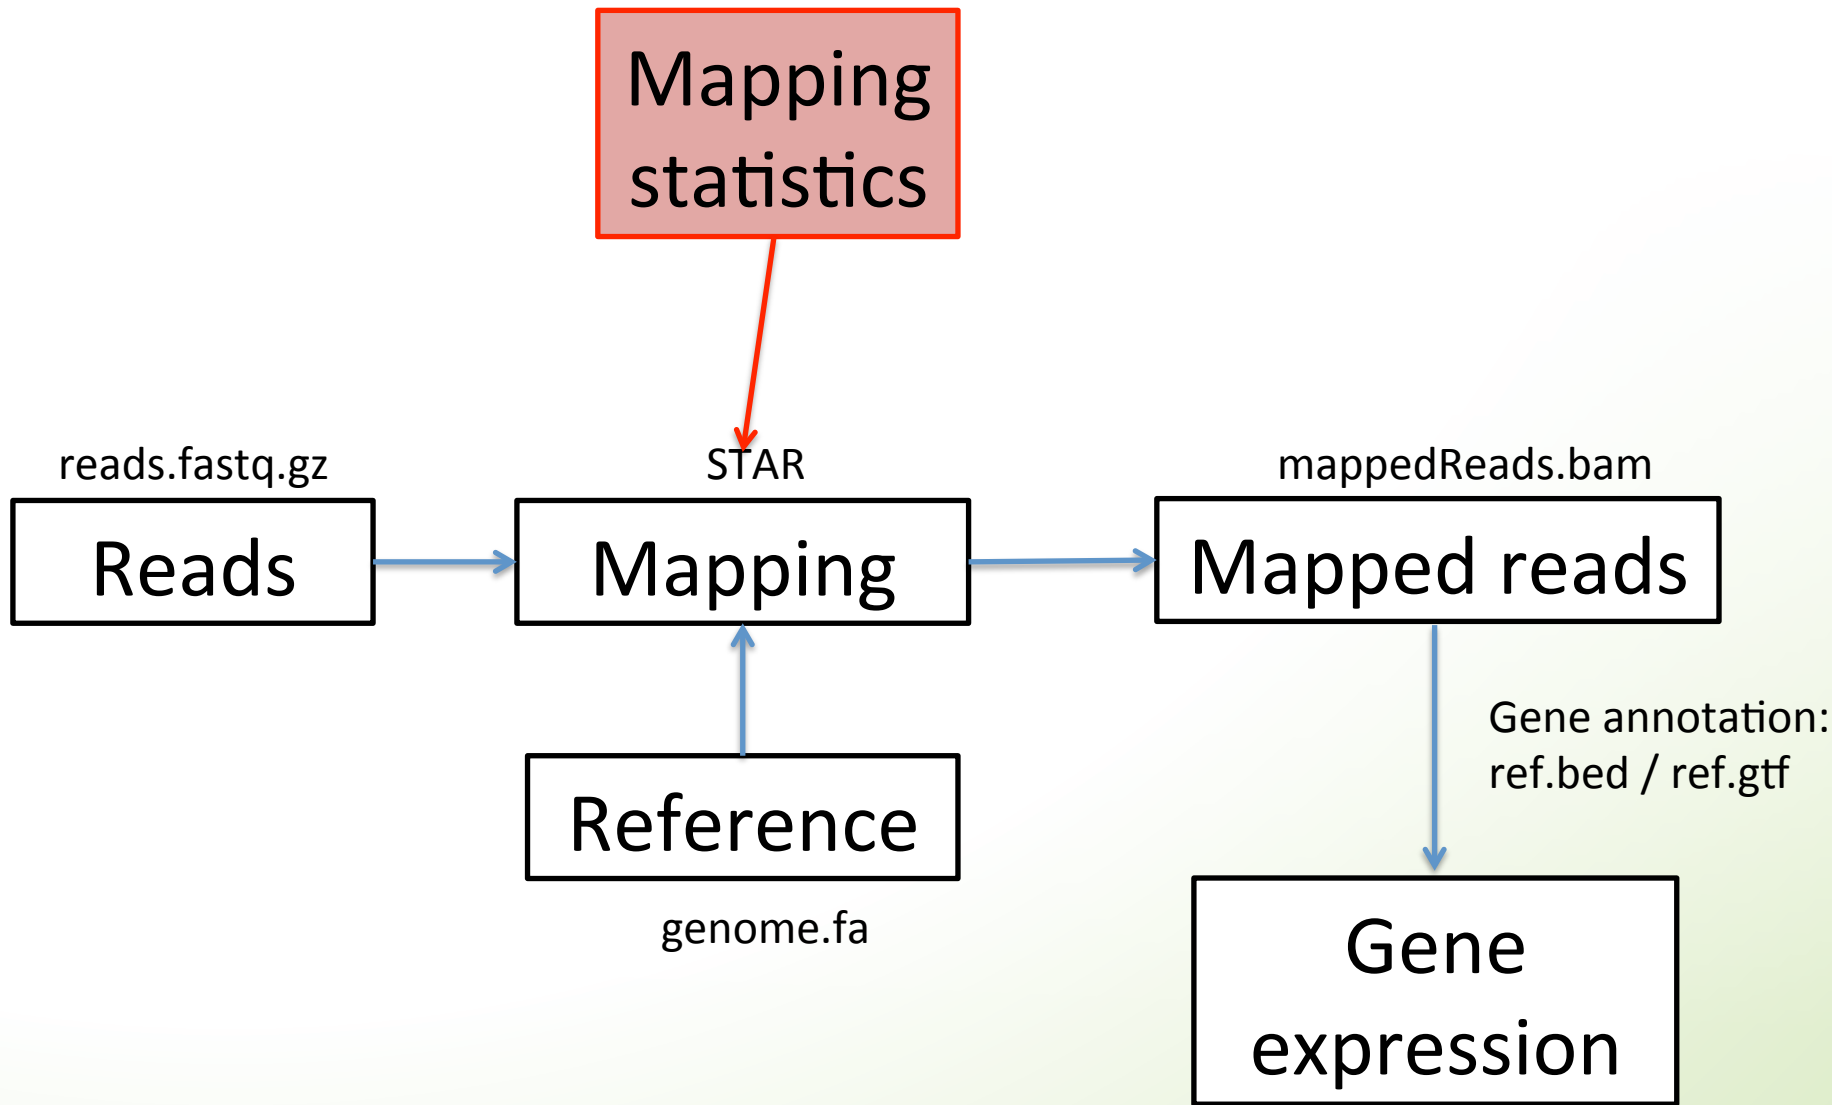 Mapping
statistics
reads.fastq.gz
STAR
mappedReads.bam
Reads
Mapping
Mapped reads
Gene annotation:
ref.bed / ref.gtf
Reference
genome.fa
Gene
expression